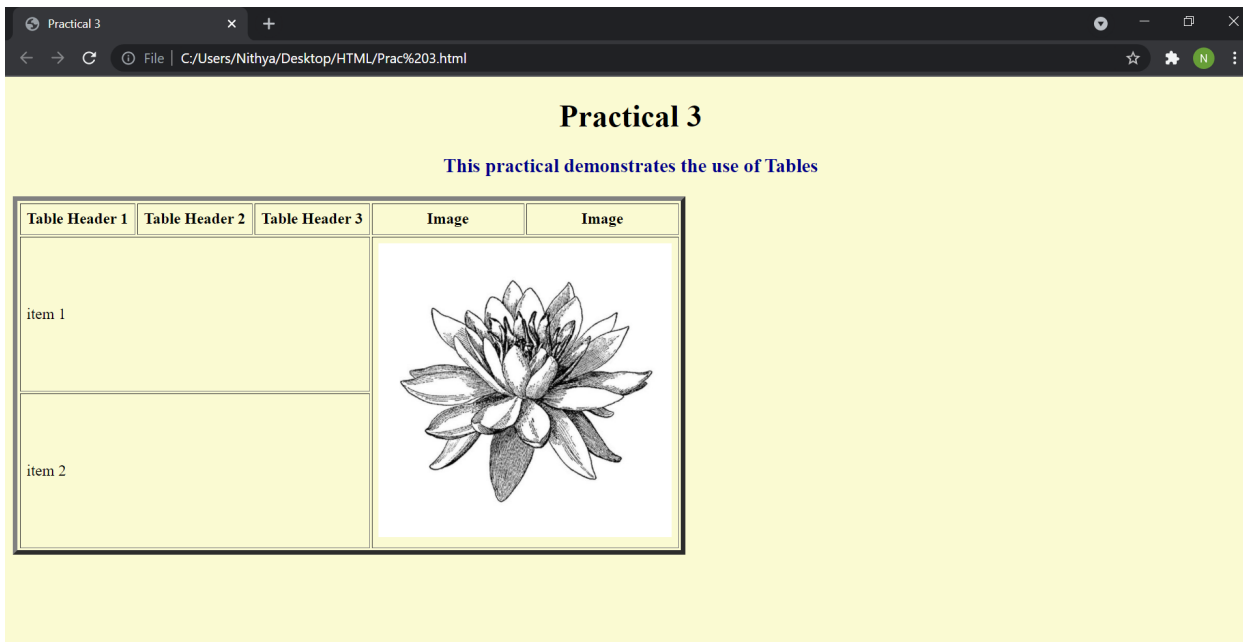 Practical 3
File | C:/Users/Nithya/Desktop/HTML/Prac%203.html
N
Practical 3
This practical demonstrates the use of Tables
Table Header 1 Table Header 2 Table Header 3 Image Image
item 1
item 2